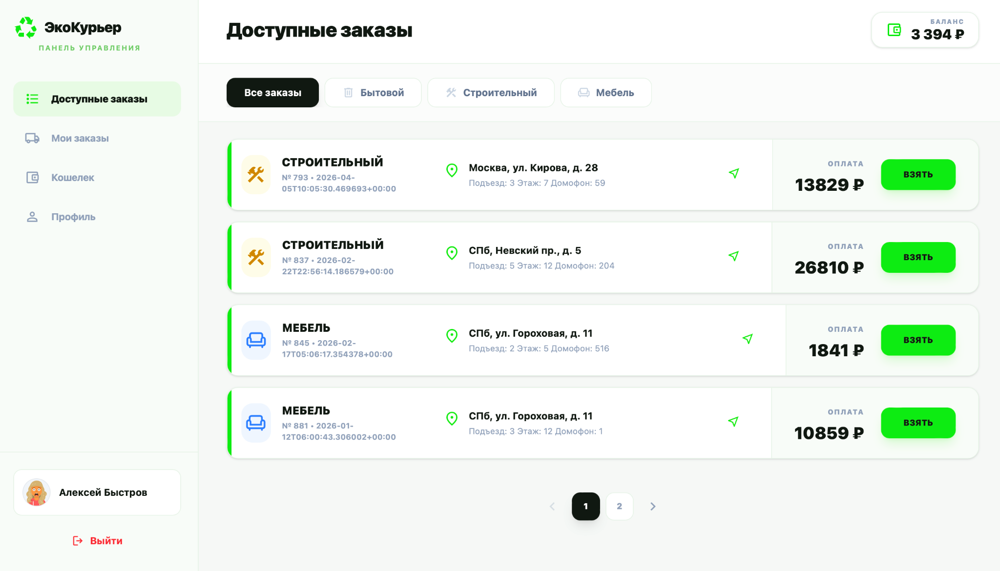 ЭкоКурьер
ПАНЕЛЬ УПРАВЛЕНИЯ
Доступные заказы
Мои заказы
Кошелек
Профиль
Алексей Быстров
Выйти
Доступные заказы
БАЛАНС
3 394 ₽
Все заказы
Бытовой
Строительный
Мебель
СТРОИТЕЛЬНЫЙ
№ 793 • 2026-04-
05T10:05:30.469693+00:00
Москва, ул. Кирова, д. 28
Подъезд: 3 Этаж: 7 Домофон: 59
ОПЛАТА
13829 ₽
ВЗЯТЬ
СТРОИТЕЛЬНЫЙ
№ 837 • 2026-02-
22T22:56:14.186579+00:00
СПб, Невский пр., д. 5
Подъезд: 5 Этаж: 12 Домофон: 204
ОПЛАТА
26810 ₽
ВЗЯТЬ
МЕБЕЛЬ
№ 845 • 2026-02-
17T05:06:17.354378+00:00
СПб, ул. Гороховая, д. 11
Подъезд: 2 Этаж: 5 Домофон: 516
ОПЛАТА
1841 ₽
ВЗЯТЬ
МЕБЕЛЬ
№ 881 • 2026-01-
12T06:00:43.306002+00:00
СПб, ул. Гороховая, д. 11
Подъезд: 3 Этаж: 12 Домофон: 1
ОПЛАТА
10859 ₽
ВЗЯТЬ
1
2